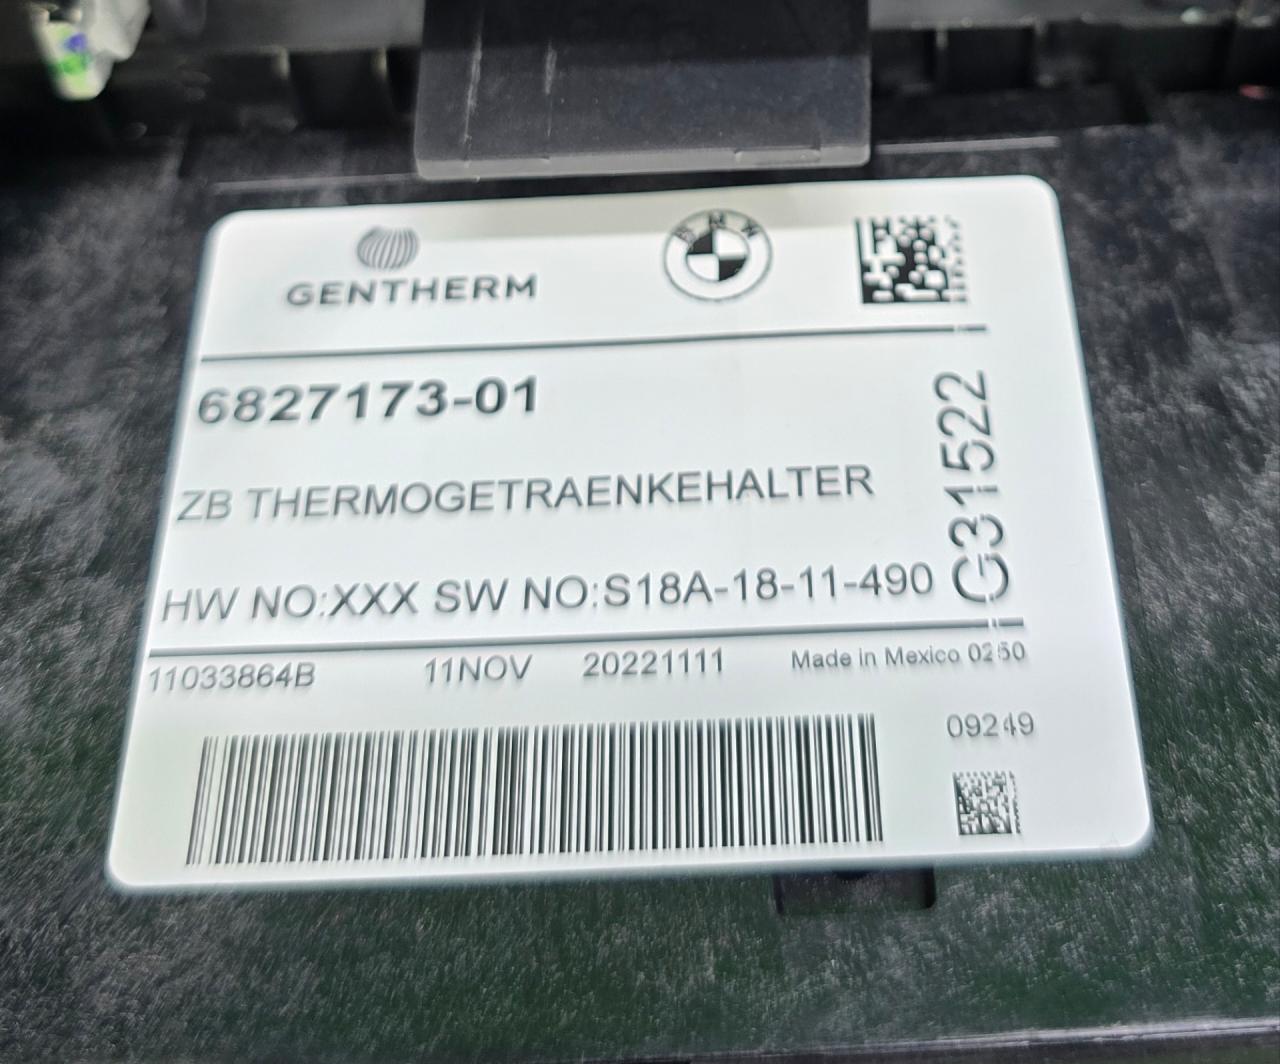 GENTHERM
BMW
6827173-01
ZB THERMOGETRAENKEHALTER
HW NO:XXX SW NO:S18A-18-11-490
G31522
11033864B 11NOV 20221111 Made in Mexico 0250
09249